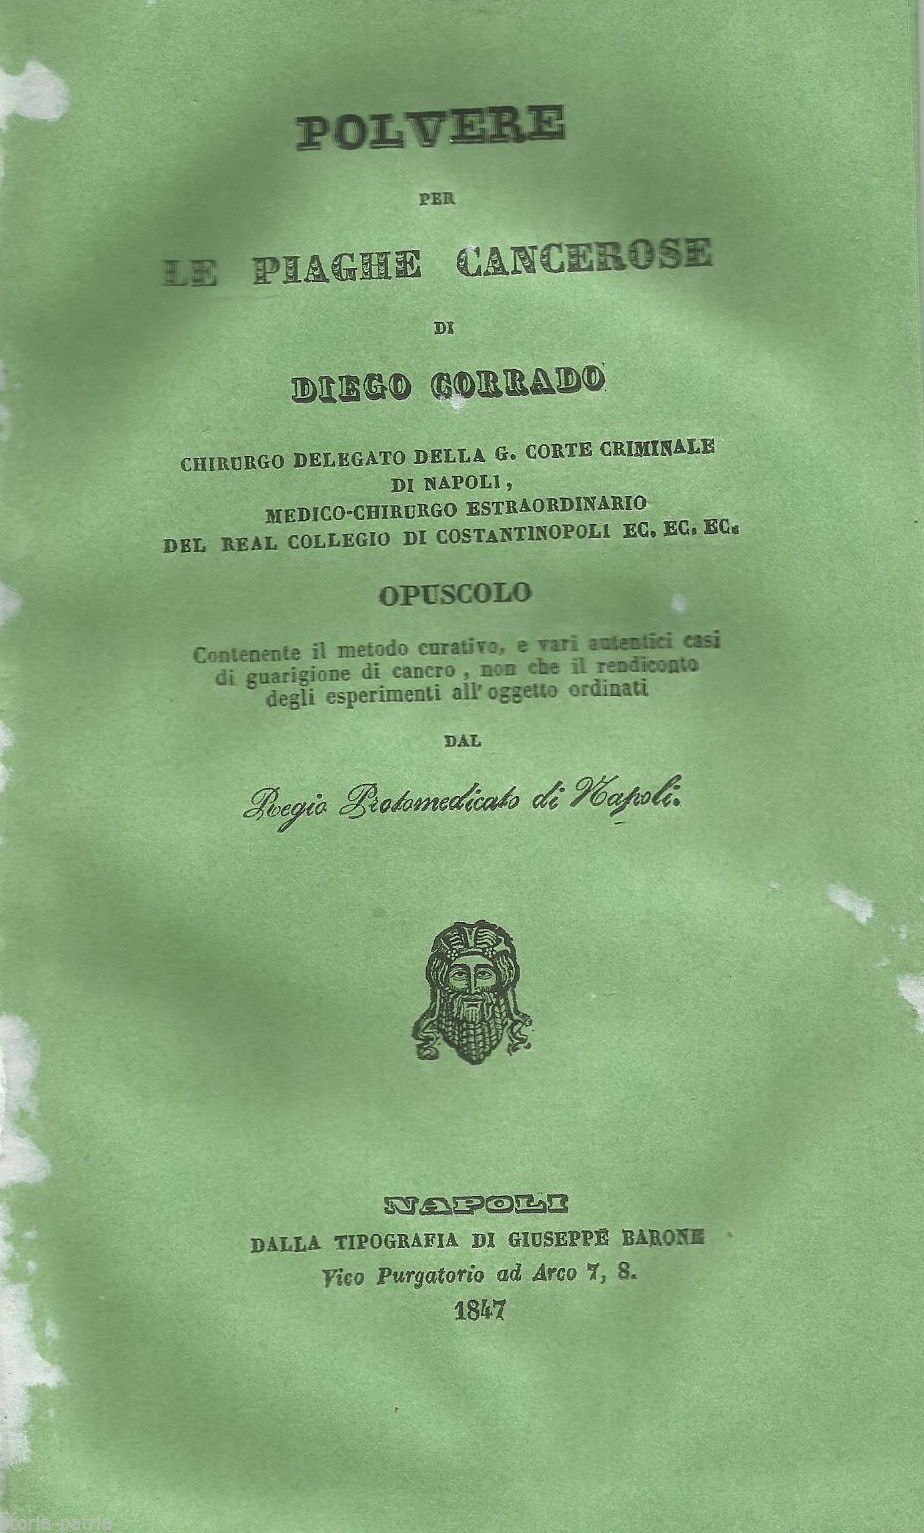 POLVERE
PER
LE PIAGHE CANCEROSE
DI
DIEGO CORRADO
CHIRURGO DELEGATO DELLA G. CORTE CRIMINALE
DI NAPOLI,
MEDICO-CHIRURGO ESTRAORDINARIO
DEL REAL COLLEGIO DI COSTANTINOPOLI EC. EC. EC.
OPUSCOLO
Contenente il metodo curativo, e vari autentici casi
di guarigione di cancro, non che il rendiconto
degli esperimenti all'oggetto ordinati
DAL
Regio Protomedicato di Napoli.
NAPOLI
DALLA TIPOGRAFIA DI GIUSEPPE BARONE
Vico Purgatorio ad Arco 7, 8.
1847
storia-patria